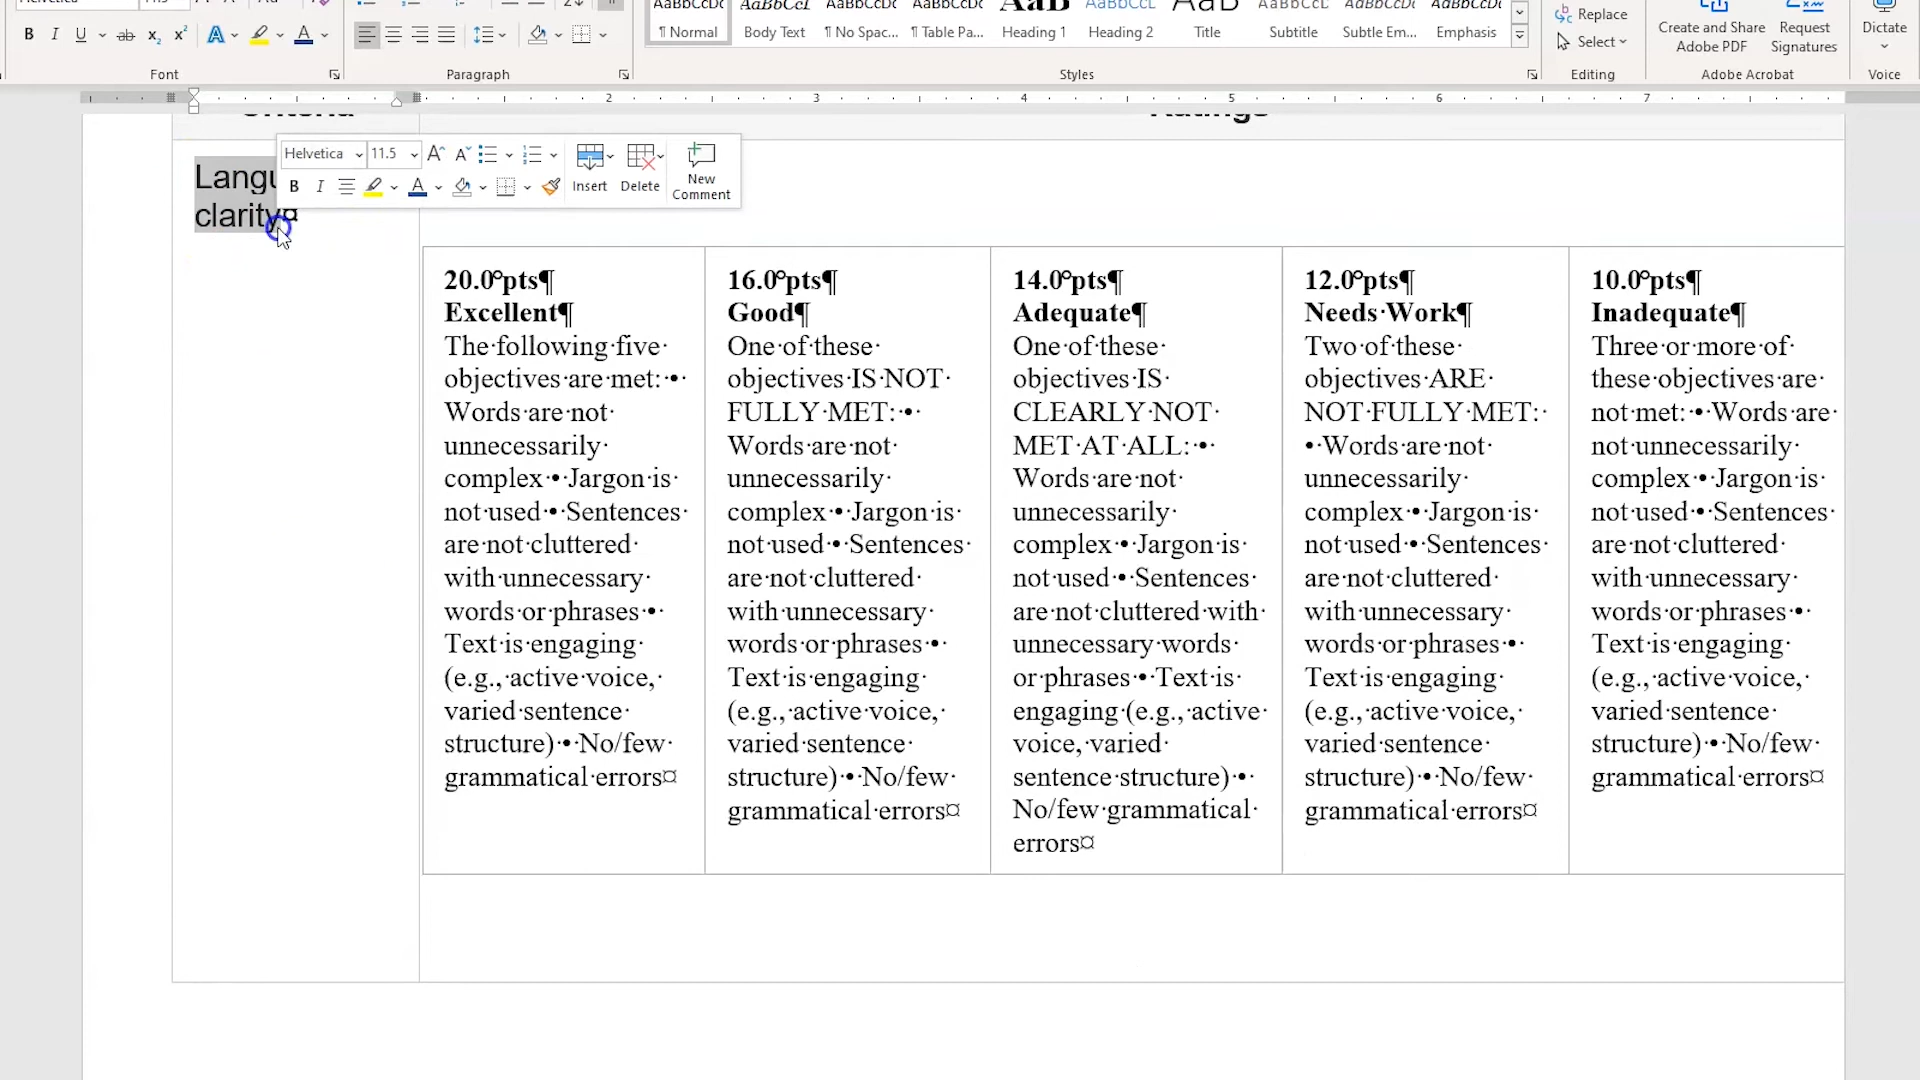 AaBbCcDc AaBbCcL AaBbCcDc AaBbCcDc AaB AaBbCcL AaB AaBbCcL AaBbCcDc AaBbCcDc
¶ Normal Body Text ¶ No Spac... ¶ Table Pa... Heading 1 Heading 2 Title Subtitle Subtle Em... Emphasis
Replace
Select
Create and Share
Adobe PDF
Request
Signatures
Dictate
B I U ab x₂ x² A A
Font Paragraph Styles Editing Adobe Acrobat Voice
2 3 4 5 6 7
Criteria Ratings
Helvetica 11.5 A A
B I A
Insert
Delete
New
Comment
Langu
clarity¤
20.0°pts¶
Excellent¶
The·following·five·
objectives·are·met:·•·
Words·are·not·
unnecessarily·
complex·•·Jargon·is·
not·used·•·Sentences·
are·not·cluttered·
with·unnecessary·
words·or·phrases·•·
Text·is·engaging·
(e.g.,·active·voice,·
varied·sentence·
structure)·•·No/few·
grammatical·errors¤
16.0°pts¶
Good¶
One·of·these·
objectives·IS·NOT·
FULLY·MET:·•·
Words·are·not·
unnecessarily·
complex·•·Jargon·is·
not·used·•·Sentences·
are·not·cluttered·
with·unnecessary·
words·or·phrases·•·
Text·is·engaging·
(e.g.,·active·voice,·
varied·sentence·
structure)·•·No/few·
grammatical·errors¤
14.0°pts¶
Adequate¶
One·of·these·
objectives·IS·
CLEARLY·NOT·
MET·AT·ALL:·•·
Words·are·not·
unnecessarily·
complex·•·Jargon·is·
not·used·•·Sentences·
are·not·cluttered·with·
unnecessary·words·
or·phrases·•·Text·is·
engaging·(e.g.,·active·
voice,·varied·
sentence·structure)·•·
No/few·grammatical·
errors¤
12.0°pts¶
Needs·Work¶
Two·of·these·
objectives·ARE·
NOT·FULLY·MET:·
•·Words·are·not·
unnecessarily·
complex·•·Jargon·is·
not·used·•·Sentences·
are·not·cluttered·
with·unnecessary·
words·or·phrases·•·
Text·is·engaging·
(e.g.,·active·voice,·
varied·sentence·
structure)·•·No/few·
grammatical·errors¤
10.0°pts¶
Inadequate¶
Three·or·more·of·
these·objectives·are·
not·met:·•·Words·are·
not·unnecessarily·
complex·•·Jargon·is·
not·used·•·Sentences·
are·not·cluttered·
with·unnecessary·
words·or·phrases·•·
Text·is·engaging·
(e.g.,·active·voice,·
varied·sentence·
structure)·•·No/few·
grammatical·errors¤